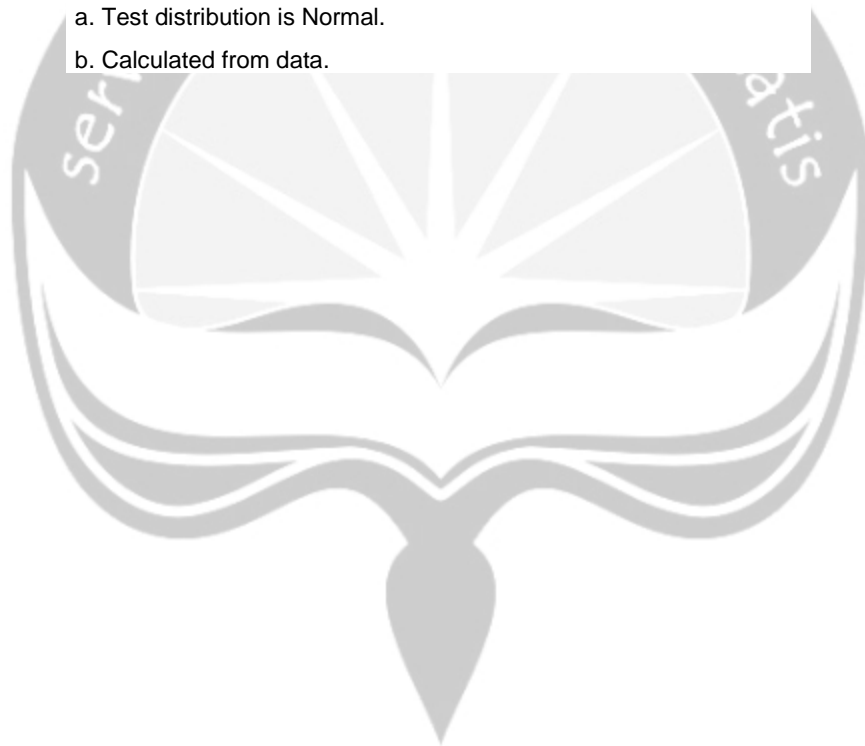 a. Test distribution is Normal.
b. Calculated from data.